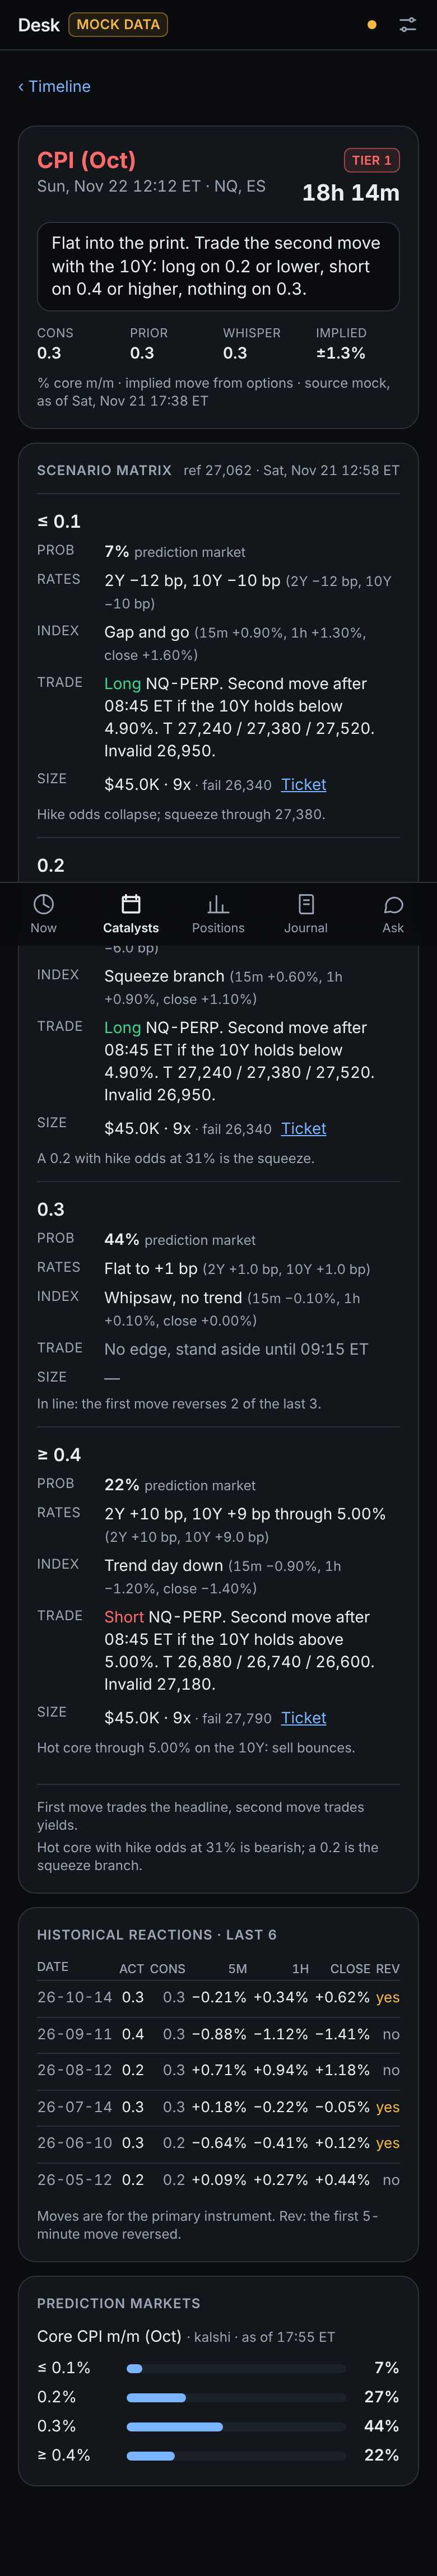 Desk MOCK DATA
‹ Timeline
CPI (Oct)
TIER 1
Sun, Nov 22 12:12 ET · NQ, ES
18h 14m
Flat into the print. Trade the second move
with the 10Y: long on 0.2 or lower, short
on 0.4 or higher, nothing on 0.3.
CONS PRIOR WHISPER IMPLIED
0.3 0.3 0.3 ±1.3%
% core m/m · implied move from options · source mock,
as of Sat, Nov 21 17:38 ET
SCENARIO MATRIX ref 27,062 · Sat, Nov 21 12:58 ET
≤ 0.1
PROB 7% prediction market
RATES 2Y −12 bp, 10Y −10 bp (2Y −12 bp, 10Y
−10 bp)
INDEX Gap and go (15m +0.90%, 1h +1.30%,
close +1.60%)
TRADE Long NQ-PERP. Second move after
08:45 ET if the 10Y holds below
4.90%. T 27,240 / 27,380 / 27,520.
Invalid 26,950.
SIZE $45.0K · 9x · fail 26,340 Ticket
Hike odds collapse; squeeze through 27,380.
0.2
Now Catalysts Positions Journal Ask
−6.0 bp)
INDEX Squeeze branch (15m +0.60%, 1h
+0.90%, close +1.10%)
TRADE Long NQ-PERP. Second move after
08:45 ET if the 10Y holds below
4.90%. T 27,240 / 27,380 / 27,520.
Invalid 26,950.
SIZE $45.0K · 9x · fail 26,340 Ticket
A 0.2 with hike odds at 31% is the squeeze.
0.3
PROB 44% prediction market
RATES Flat to +1 bp (2Y +1.0 bp, 10Y +1.0 bp)
INDEX Whipsaw, no trend (15m −0.10%, 1h
+0.10%, close +0.00%)
TRADE No edge, stand aside until 09:15 ET
SIZE —
In line: the first move reverses 2 of the last 3.
≥ 0.4
PROB 22% prediction market
RATES 2Y +10 bp, 10Y +9 bp through 5.00%
(2Y +10 bp, 10Y +9.0 bp)
INDEX Trend day down (15m −0.90%, 1h
−1.20%, close −1.40%)
TRADE Short NQ-PERP. Second move after
08:45 ET if the 10Y holds above
5.00%. T 26,880 / 26,740 / 26,600.
Invalid 27,180.
SIZE $45.0K · 9x · fail 27,790 Ticket
Hot core through 5.00% on the 10Y: sell bounces.
First move trades the headline, second move trades
yields.
Hot core with hike odds at 31% is bearish; a 0.2 is the
squeeze branch.
HISTORICAL REACTIONS · LAST 6
DATE ACT CONS 5M 1H CLOSE REV
26-10-14 0.3 0.3 −0.21% +0.34% +0.62% yes
26-09-11 0.4 0.3 −0.88% −1.12% −1.41% no
26-08-12 0.2 0.3 +0.71% +0.94% +1.18% no
26-07-14 0.3 0.3 +0.18% −0.22% −0.05% yes
26-06-10 0.3 0.2 −0.64% −0.41% +0.12% yes
26-05-12 0.2 0.2 +0.09% +0.27% +0.44% no
Moves are for the primary instrument. Rev: the first 5-
minute move reversed.
PREDICTION MARKETS
Core CPI m/m (Oct) · kalshi · as of 17:55 ET
≤ 0.1% 7%
0.2% 27%
0.3% 44%
≥ 0.4% 22%